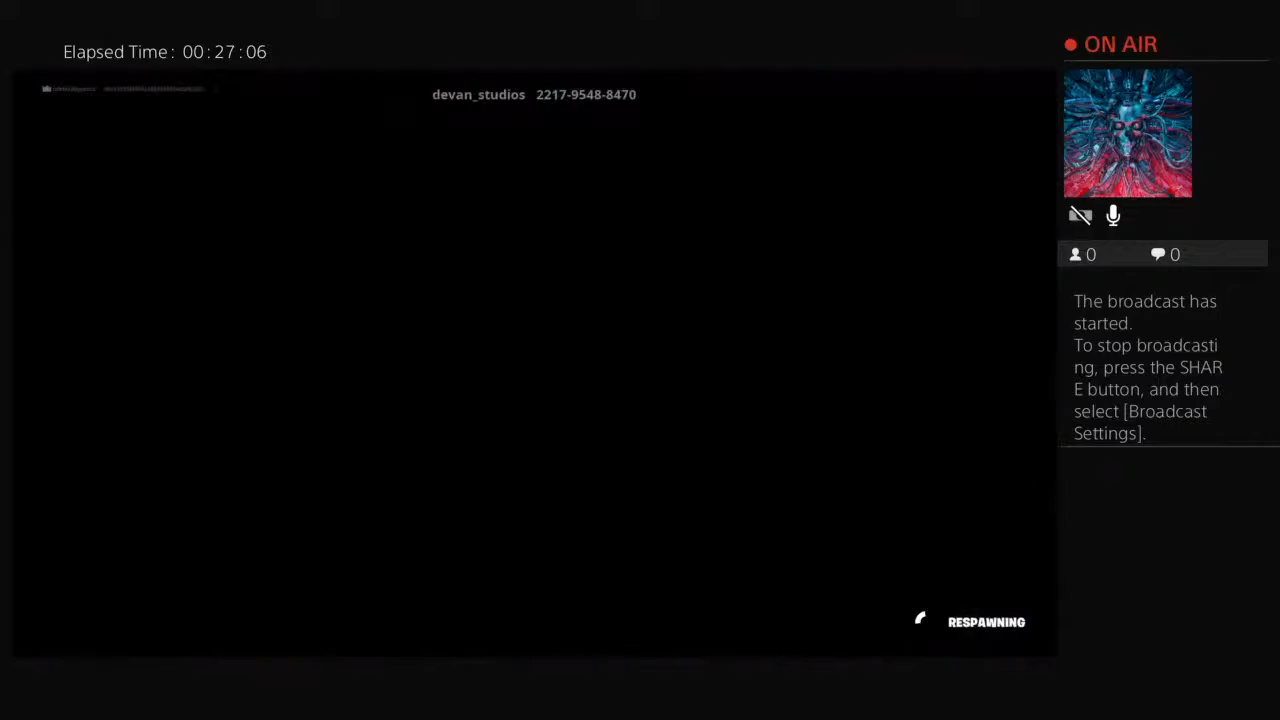 Elapsed Time: 00:27:06
ON AIR
devan_studios 2217-9548-8470
0 0
The broadcast has
started.
To stop broadcasti
ng, press the SHAR
E button, and then
select [Broadcast
Settings].
RESPAWNING